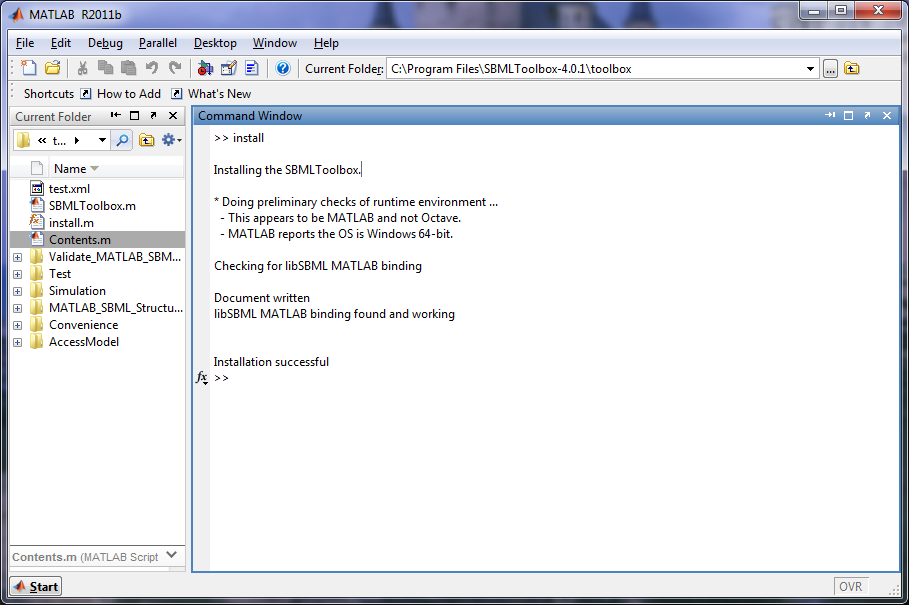 MATLAB R2011b
File Edit Debug Parallel Desktop Window Help
Current Folder: C:\Program Files\SBMLToolbox-4.0.1\toolbox ...
Shortcuts How to Add What's New
Current Folder
« t...
Name
test.xml
SBMLToolbox.m
install.m
Contents.m
Validate_MATLAB_SBM...
Test
Simulation
MATLAB_SBML_Structu...
Convenience
AccessModel
Contents.m (MATLAB Script
Command Window
>> install
Installing the SBMLToolbox.
* Doing preliminary checks of runtime environment ...
- This appears to be MATLAB and not Octave.
- MATLAB reports the OS is Windows 64-bit.
Checking for libSBML MATLAB binding
Document written
libSBML MATLAB binding found and working
Installation successful
fx >>
Start
OVR